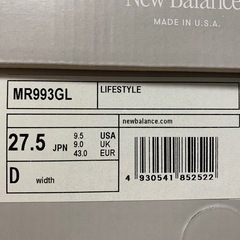 New Balance
MADE IN U.S.A.
MR993GL
LIFESTYLE
newbalance.com
27.5 JPN
9.5 USA
9.0 UK
43.0 EUR
D width
4 930541 852522